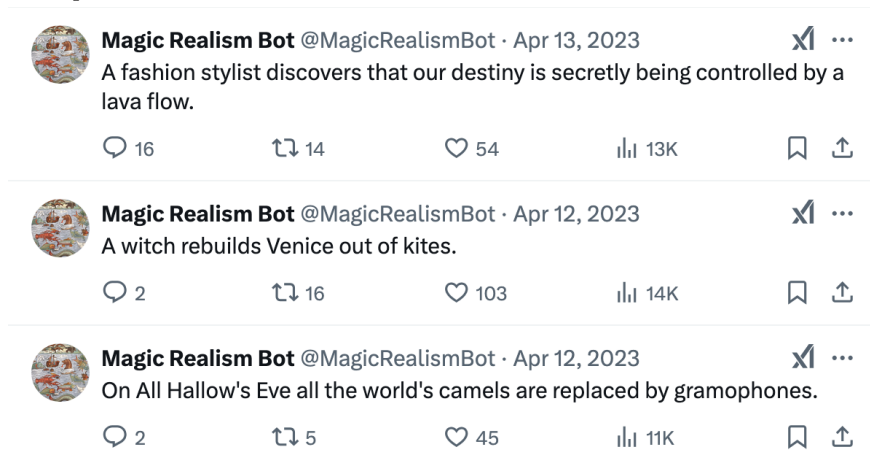 Magic Realism Bot @MagicRealismBot · Apr 13, 2023
A fashion stylist discovers that our destiny is secretly being controlled by a
lava flow.
16 14 54 13K
Magic Realism Bot @MagicRealismBot · Apr 12, 2023
A witch rebuilds Venice out of kites.
2 16 103 14K
Magic Realism Bot @MagicRealismBot · Apr 12, 2023
On All Hallow's Eve all the world's camels are replaced by gramophones.
2 5 45 11K